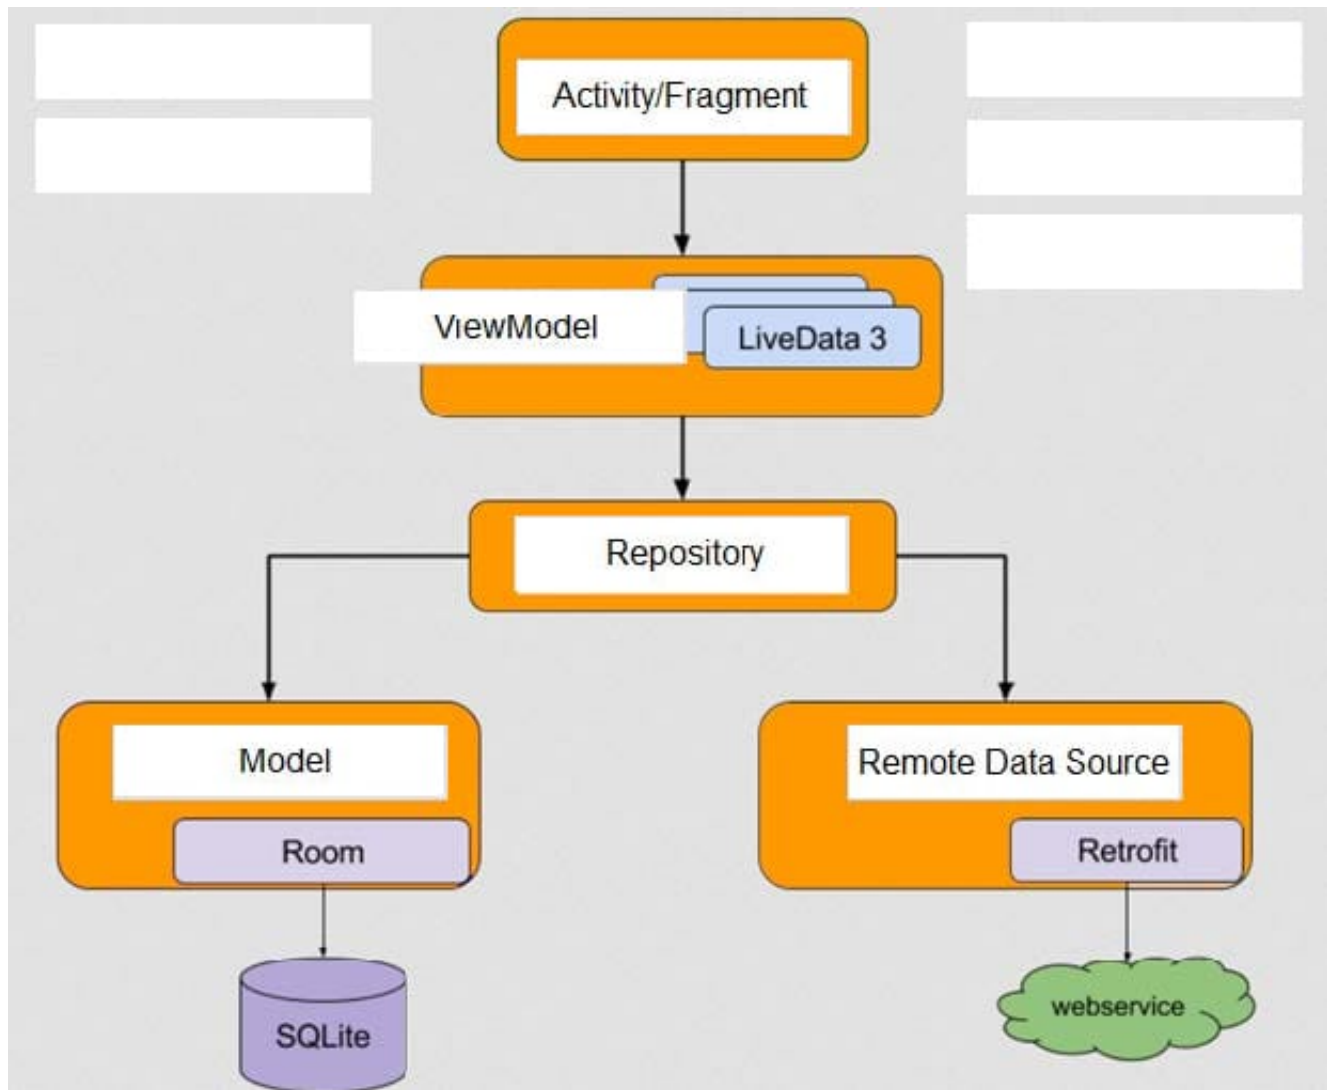 Activity/Fragment
ViewModel
LiveData 3
Repository
Model
Remote Data Source
Room
Retrofit
webservice
SQLite